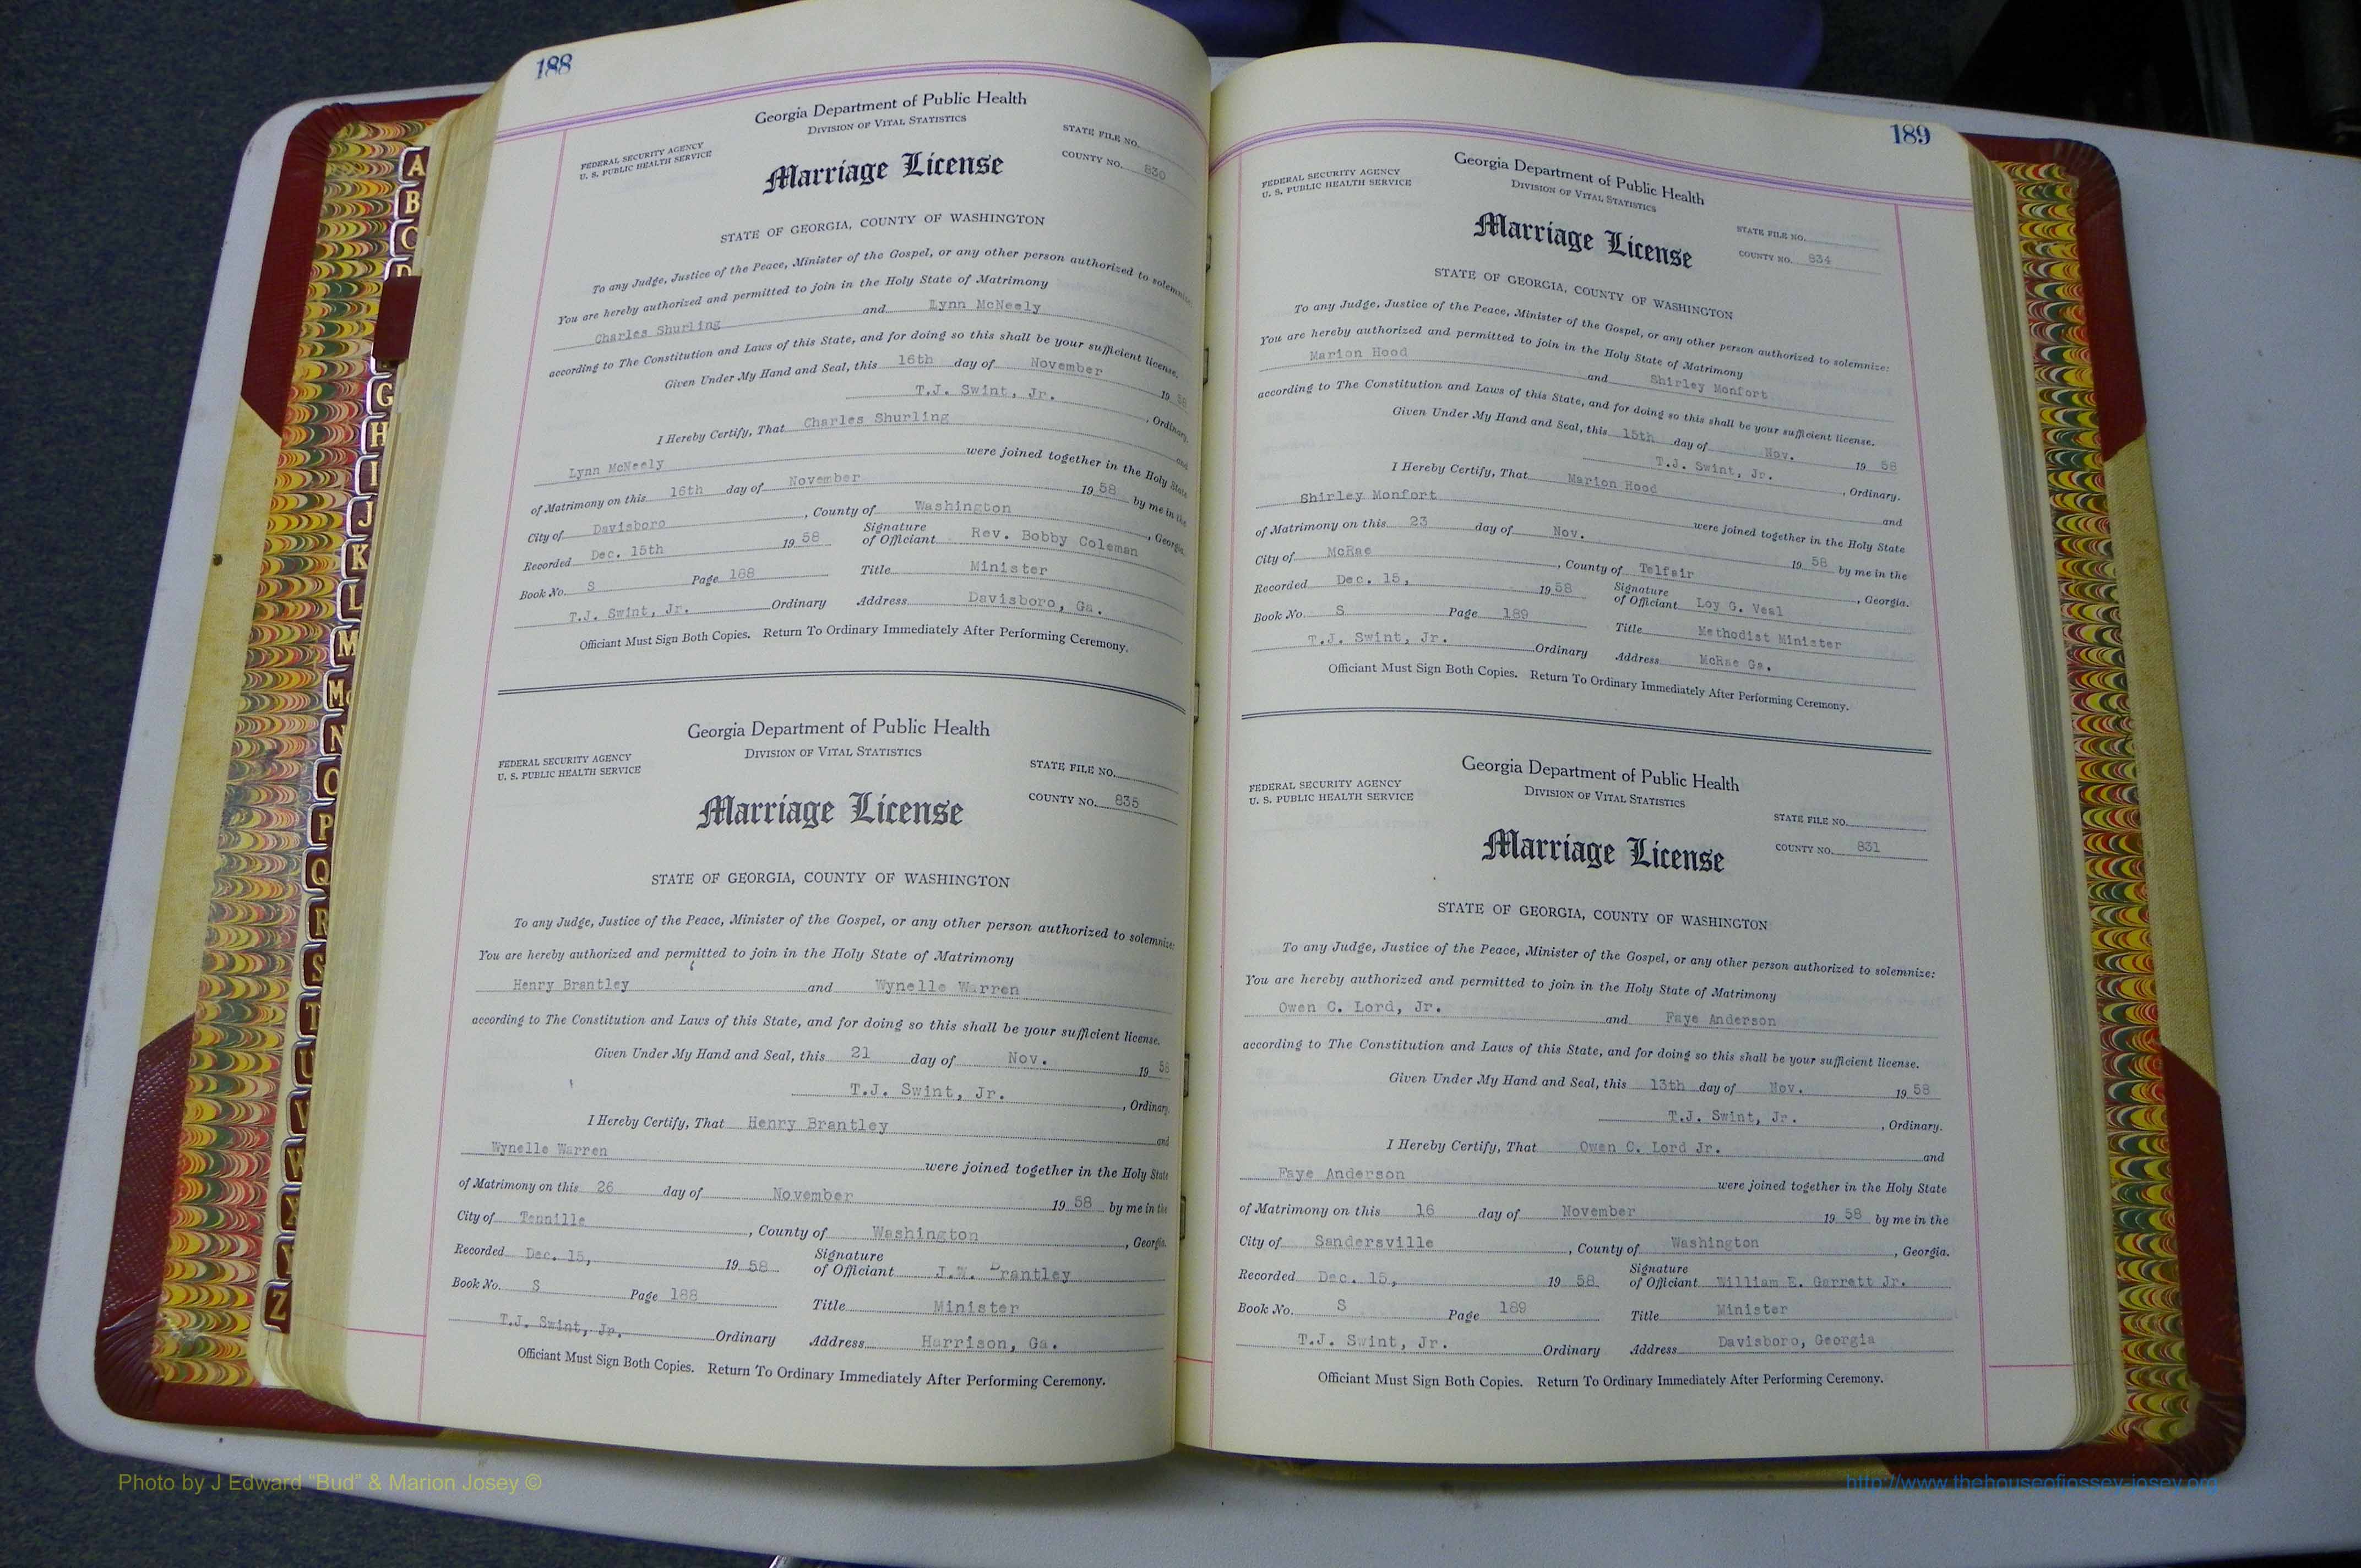 188
Georgia Department of Public Health
DIVISION OF VITAL STATISTICS
FEDERAL SECURITY AGENCY
U. S. PUBLIC HEALTH SERVICE
STATE FILE NO.
COUNTY NO. 830
Marriage License
STATE OF GEORGIA, COUNTY OF WASHINGTON
To any Judge, Justice of the Peace, Minister of the Gospel, or any other person authorized to solemnize:
You are hereby authorized and permitted to join in the Holy State of Matrimony
Charles Shurling and Lynn McNeely
according to The Constitution and Laws of this State, and for doing so this shall be your sufficient license.
Given Under My Hand and Seal, this 16th day of November 19 58
T.J. Swint, Jr. , Ordinary.
I Hereby Certify, That Charles Shurling and
Lynn McNeely were joined together in the Holy State
of Matrimony on this 16th day of November 19 58 by me in the
City of Davisboro , County of Washington , Georgia.
Recorded Dec. 15th 19 58 Signature of Officiant Rev. Bobby Coleman
Book No. S Page 188 Title Minister
T.J. Swint, Jr. Ordinary Address Davisboro, Ga.
Officiant Must Sign Both Copies. Return To Ordinary Immediately After Performing Ceremony.
Georgia Department of Public Health
DIVISION OF VITAL STATISTICS
FEDERAL SECURITY AGENCY
U. S. PUBLIC HEALTH SERVICE
STATE FILE NO.
COUNTY NO. 835
Marriage License
STATE OF GEORGIA, COUNTY OF WASHINGTON
To any Judge, Justice of the Peace, Minister of the Gospel, or any other person authorized to solemnize:
You are hereby authorized and permitted to join in the Holy State of Matrimony
Henry Brantley and Wynelle Warren
according to The Constitution and Laws of this State, and for doing so this shall be your sufficient license.
Given Under My Hand and Seal, this 21 day of Nov. 19 58
T.J. Swint, Jr. , Ordinary.
I Hereby Certify, That Henry Brantley and
Wynelle Warren were joined together in the Holy State
of Matrimony on this 26 day of November 19 58 by me in the
City of Tennille , County of Washington , Georgia.
Recorded Dec. 15, 19 58 Signature of Officiant J.W. Brantley
Book No. S Page 188 Title Minister
T.J. Swint, Jr. Ordinary Address Harrison, Ga.
Officiant Must Sign Both Copies. Return To Ordinary Immediately After Performing Ceremony.
189
Georgia Department of Public Health
DIVISION OF VITAL STATISTICS
FEDERAL SECURITY AGENCY
U. S. PUBLIC HEALTH SERVICE
STATE FILE NO.
COUNTY NO. 834
Marriage License
STATE OF GEORGIA, COUNTY OF WASHINGTON
To any Judge, Justice of the Peace, Minister of the Gospel, or any other person authorized to solemnize:
You are hereby authorized and permitted to join in the Holy State of Matrimony
Marion Hood and Shirley Monfort
according to The Constitution and Laws of this State, and for doing so this shall be your sufficient license.
Given Under My Hand and Seal, this 15th day of Nov. 19 58
T.J. Swint, Jr. , Ordinary.
I Hereby Certify, That Marion Hood and
Shirley Monfort were joined together in the Holy State
of Matrimony on this 23 day of Nov. 19 58 by me in the
City of McRae , County of Telfair , Georgia.
Recorded Dec. 15, 19 58 Signature of Officiant Loy G. Veal
Book No. S Page 189 Title Methodist Minister
T.J. Swint, Jr. Ordinary Address McRae Ga.
Officiant Must Sign Both Copies. Return To Ordinary Immediately After Performing Ceremony.
Georgia Department of Public Health
DIVISION OF VITAL STATISTICS
FEDERAL SECURITY AGENCY
U. S. PUBLIC HEALTH SERVICE
STATE FILE NO.
COUNTY NO. 831
Marriage License
STATE OF GEORGIA, COUNTY OF WASHINGTON
To any Judge, Justice of the Peace, Minister of the Gospel, or any other person authorized to solemnize:
You are hereby authorized and permitted to join in the Holy State of Matrimony
Owen C. Lord, Jr. and Faye Anderson
according to The Constitution and Laws of this State, and for doing so this shall be your sufficient license.
Given Under My Hand and Seal, this 13th day of Nov. 19 58
T.J. Swint, Jr. , Ordinary.
I Hereby Certify, That Owen C. Lord Jr. and
Faye Anderson were joined together in the Holy State
of Matrimony on this 16 day of November 19 58 by me in the
City of Sandersville , County of Washington , Georgia.
Recorded Dec. 15, 19 58 Signature of Officiant William E. Garrett Jr.
Book No. S Page 189 Title Minister
T.J. Swint, Jr. Ordinary Address Davisboro, Georgia
Officiant Must Sign Both Copies. Return To Ordinary Immediately After Performing Ceremony.
A
B
C
D
G
H
I
J
K
L
M
Mc
N
O
P
Q
R
S
T
U
V
W
X
Y
Z
Photo by J Edward "Bud" & Marion Josey ©
http://www.thehouseofjossey-josey.org